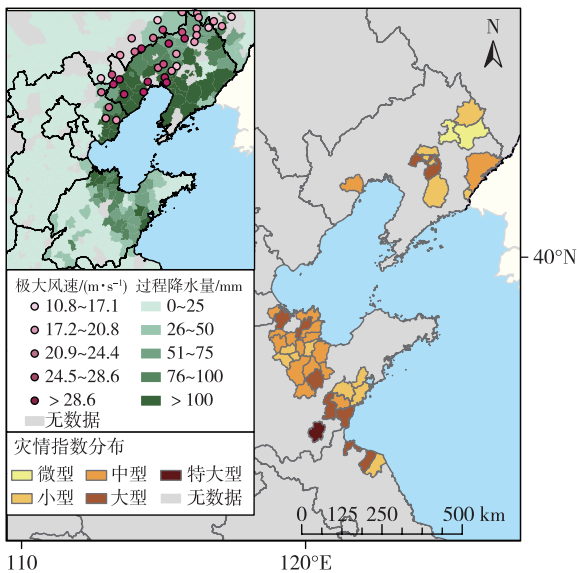 N
40°N
极大风速/(m·s⁻¹) 过程降水量/mm
10.8~17.1 0~25
17.2~20.8 26~50
20.9~24.4 51~75
24.5~28.6 76~100
>28.6 >100
无数据
灾情指数分布
微型 中型 特大型
小型 大型 无数据
0 125 250 500 km
110 120°E